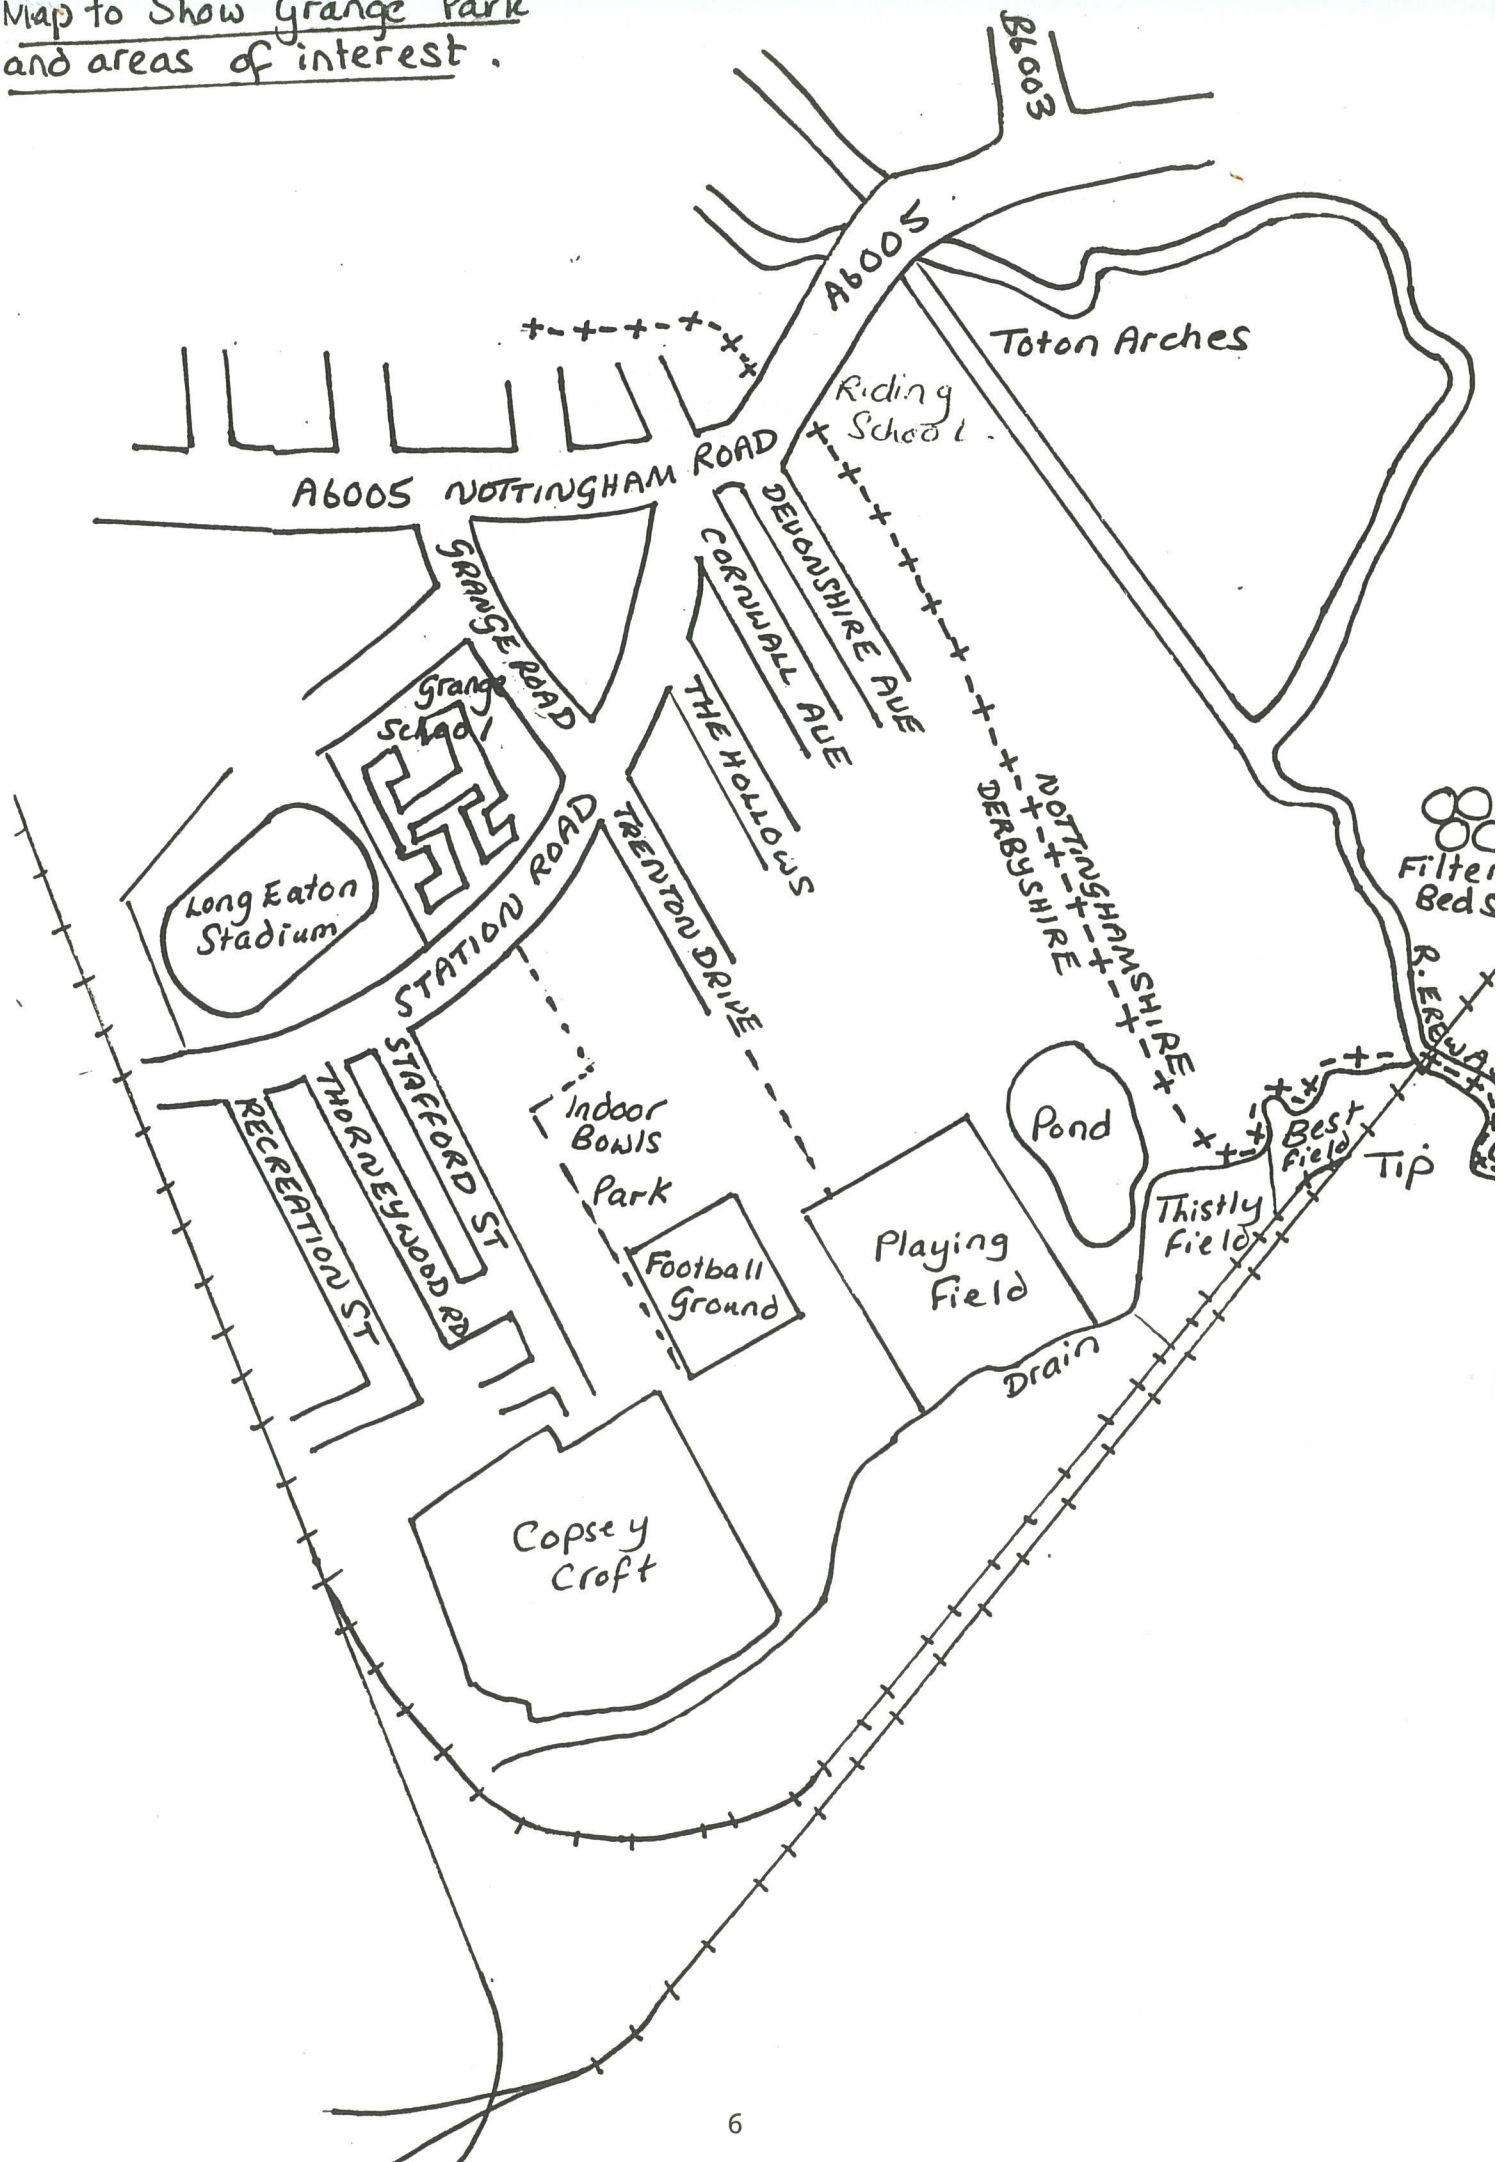 Map to Show Grange Park
and areas of interest.
B6003
A6005
Toton Arches
Riding
School.
A6005 NOTTINGHAM ROAD
DEVONSHIRE AVE
CORNWALL AVE
GRANGE ROAD
THE HOLLOWS
Grange
School
NOTTINGHAMSHIRE
DERBYSHIRE
TRENTON DRIVE
Filter
Beds
Long Eaton
Stadium
STATION ROAD
R. EREWA
STAFFORD ST
THORNEYWOOD RD
RECREATION ST
Indoor
Bowls
Pond
Best
Field
Tip
Park
Thistly
Field
Playing
Field
Football
Ground
Drain
Copsey
Croft
6